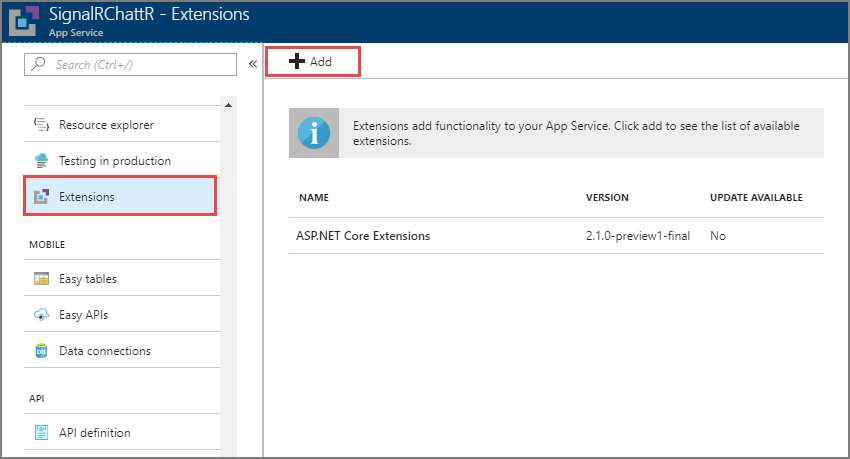 SignalRChattR - Extensions
App Service
Search (Ctrl+/)
«
Resource explorer
Testing in production
Extensions
MOBILE
Easy tables
Easy APIs
Data connections
API
API definition
Add
Extensions add functionality to your App Service. Click add to see the list of available
extensions.
NAME VERSION UPDATE AVAILABLE
ASP.NET Core Extensions 2.1.0-preview1-final No